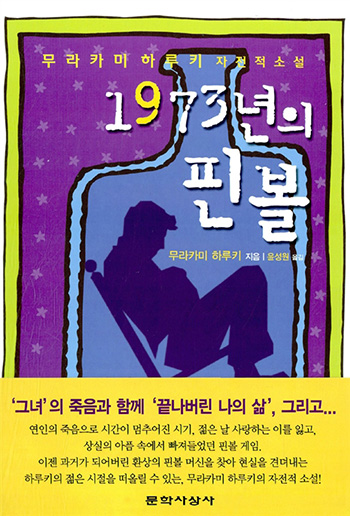 무라카미 하루키 자전적 소설
1973년의
핀볼
무라카미 하루키 지음 | 윤성원 옮김
'그녀'의 죽음과 함께 '끝나버린 나의 삶', 그리고...
연인의 죽음으로 시간이 멈추어진 시기, 젊은 날 사랑하는 이를 잃고,
상실의 아픔 속에서 빠져들었던 핀볼 게임.
이젠 과거가 되어버린 환상의 핀볼 머신을 찾아 현실을 견뎌내는
하루키의 젊은 시절을 떠올릴 수 있는, 무라카미 하루키의 자전적 소설!
문학사상사